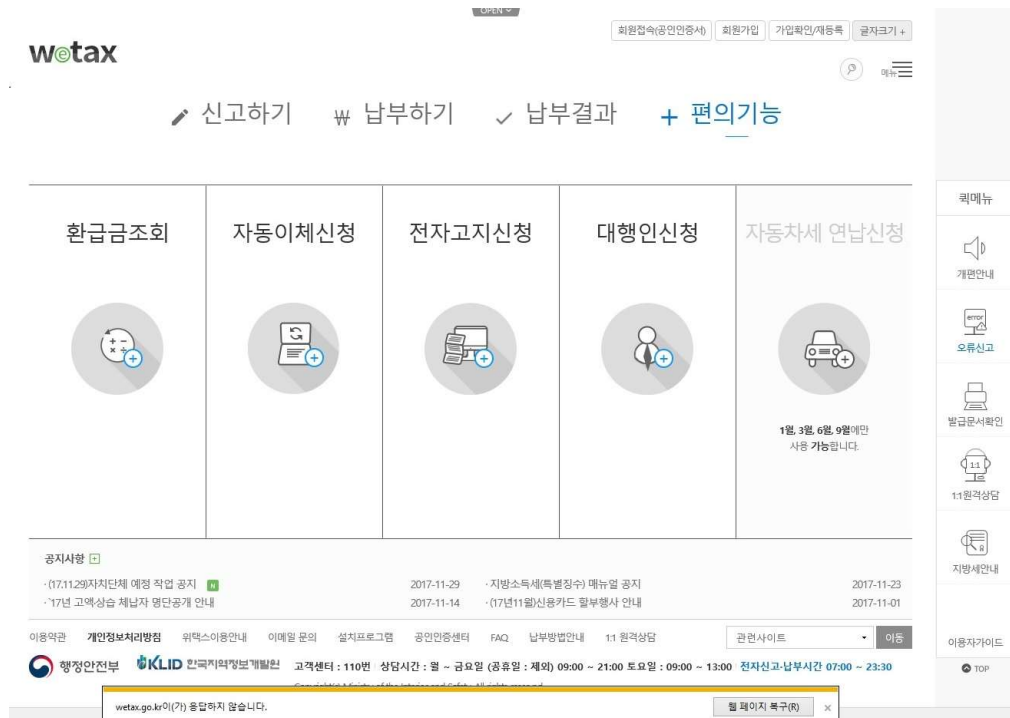 OPEN
회원접속(공인인증서) 회원가입 가입확인/재등록 글자크기 +
wetax
메뉴
신고하기 ₩ 납부하기 납부결과 + 편의기능
퀵메뉴
환급금조회 자동이체신청 전자고지신청 대행인신청 자동차세 연납신청
개편안내
error
오류신고
1월, 3월, 6월, 9월에만
사용 가능합니다.
발급문서확인
1:1
1:1원격상담
지방세안내
공지사항 +
· (17.11.29)자치단체 예정 작업 공지 N 2017-11-29 · 지방소득세(특별징수) 매뉴얼 공지 2017-11-23
· `17년 고액·상습 체납자 명단공개 안내 2017-11-14 · (17년11월)신용카드 할부행사 안내 2017-11-01
이용약관 개인정보처리방침 위택스이용안내 이메일 문의 설치프로그램 공인인증센터 FAQ 납부방법안내 1:1 원격상담 관련사이트 이동
이용자가이드
행정안전부 KLID 한국지역정보개발원 고객센터 : 110번 상담시간 : 월 ~ 금요일 (공휴일 : 제외) 09:00 ~ 21:00 토요일 : 09:00 ~ 13:00 전자신고·납부시간 07:00 ~ 23:30
TOP
wetax.go.kr이(가) 응답하지 않습니다. 웹 페이지 복구(R) ×